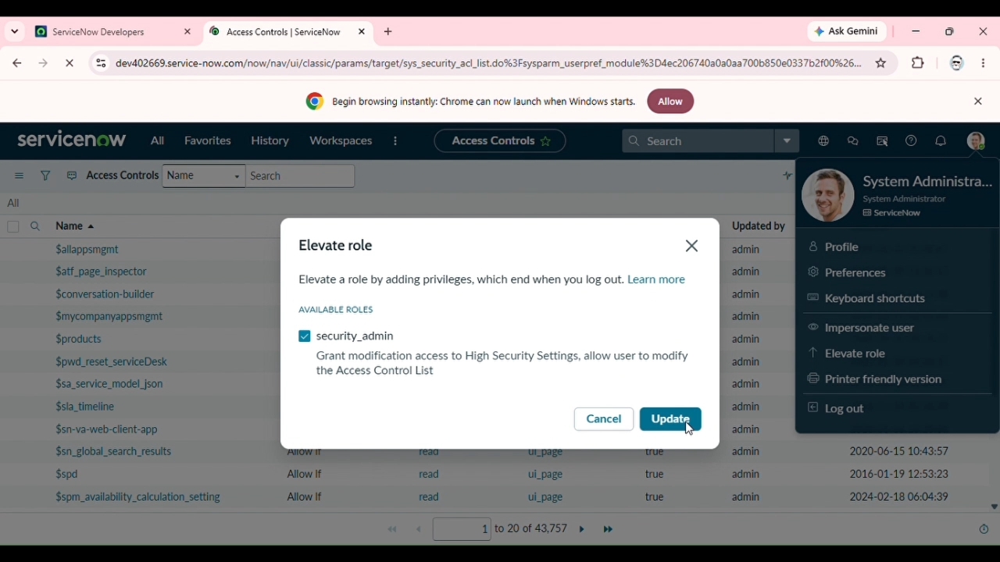 ServiceNow Developers
Access Controls | ServiceNow
Ask Gemini
dev402669.service-now.com/now/nav/ui/classic/params/target/sys_security_acl_list.do%3Fsysparm_userpref_module%3D4ec206740a0a0aa700b850e0337b2f00%26...
Begin browsing instantly: Chrome can now launch when Windows starts.
Allow
servicenow
All
Favorites
History
Workspaces
Access Controls
Search
Access Controls
Name
Search
System Administra...
System Administrator
ServiceNow
All
Name
Updated by
Profile
Preferences
Keyboard shortcuts
Impersonate user
Elevate role
Printer friendly version
Log out
Elevate role
Elevate a role by adding privileges, which end when you log out. Learn more
AVAILABLE ROLES
security_admin
Grant modification access to High Security Settings, allow user to modify
the Access Control List
Cancel
Update
$allappsmgmt admin
$atf_page_inspector admin
$conversation-builder admin
$mycompanyappsmgmt admin
$products admin
$pwd_reset_serviceDesk admin
$sa_service_model_json admin
$sla_timeline admin
$sn-va-web-client-app admin
$sn_global_search_results Allow If read ui_page true admin 2020-06-15 10:43:57
$spd Allow If read ui_page true admin 2016-01-19 12:53:23
$spm_availability_calculation_setting Allow If read ui_page true admin 2024-02-18 06:04:39
1 to 20 of 43,757